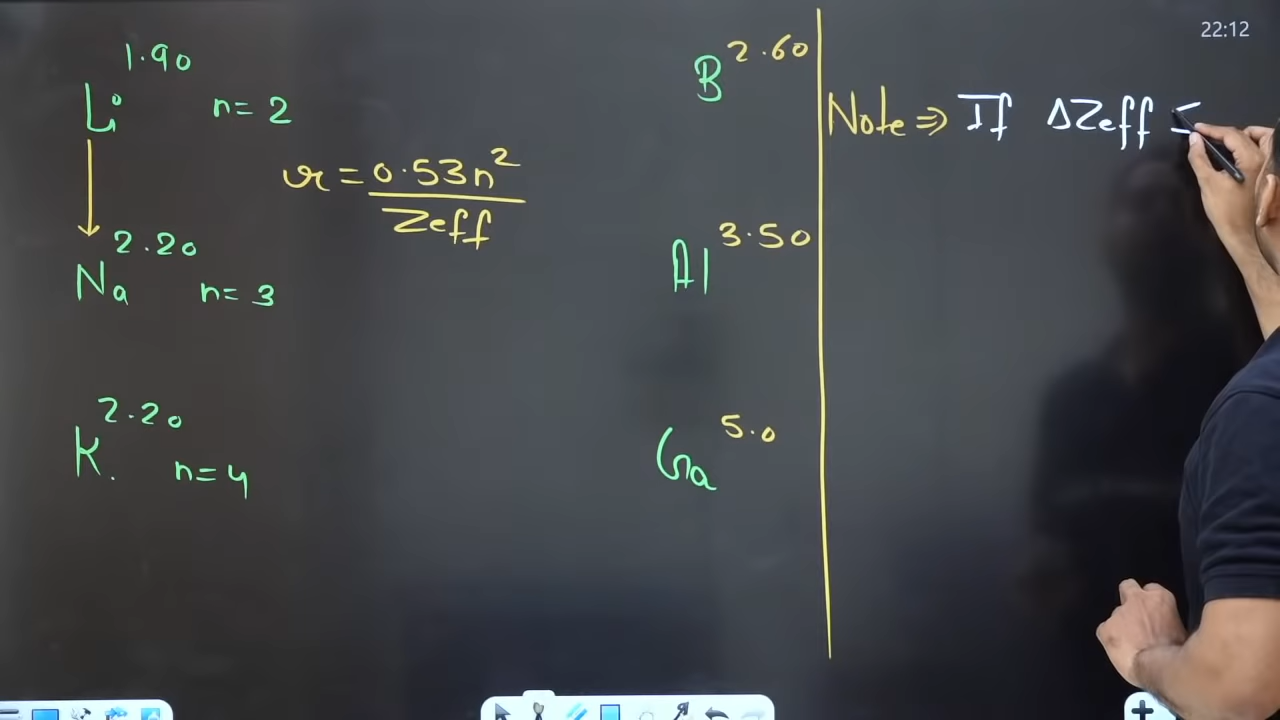 22:12
1.90
Li n=2
r = 0.53n²
Zeff
2.20
Na n=3
2.20
K. n=4
B 2.60
Al 3.50
Ga 5.0
Note ⇒ If ΔZeff